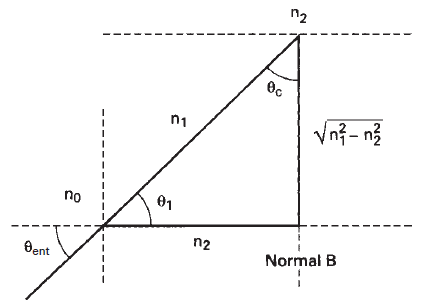 n₂
θc
n₁
√n₁² − n₂²
n₀
θ₁
θent
n₂
Normal B